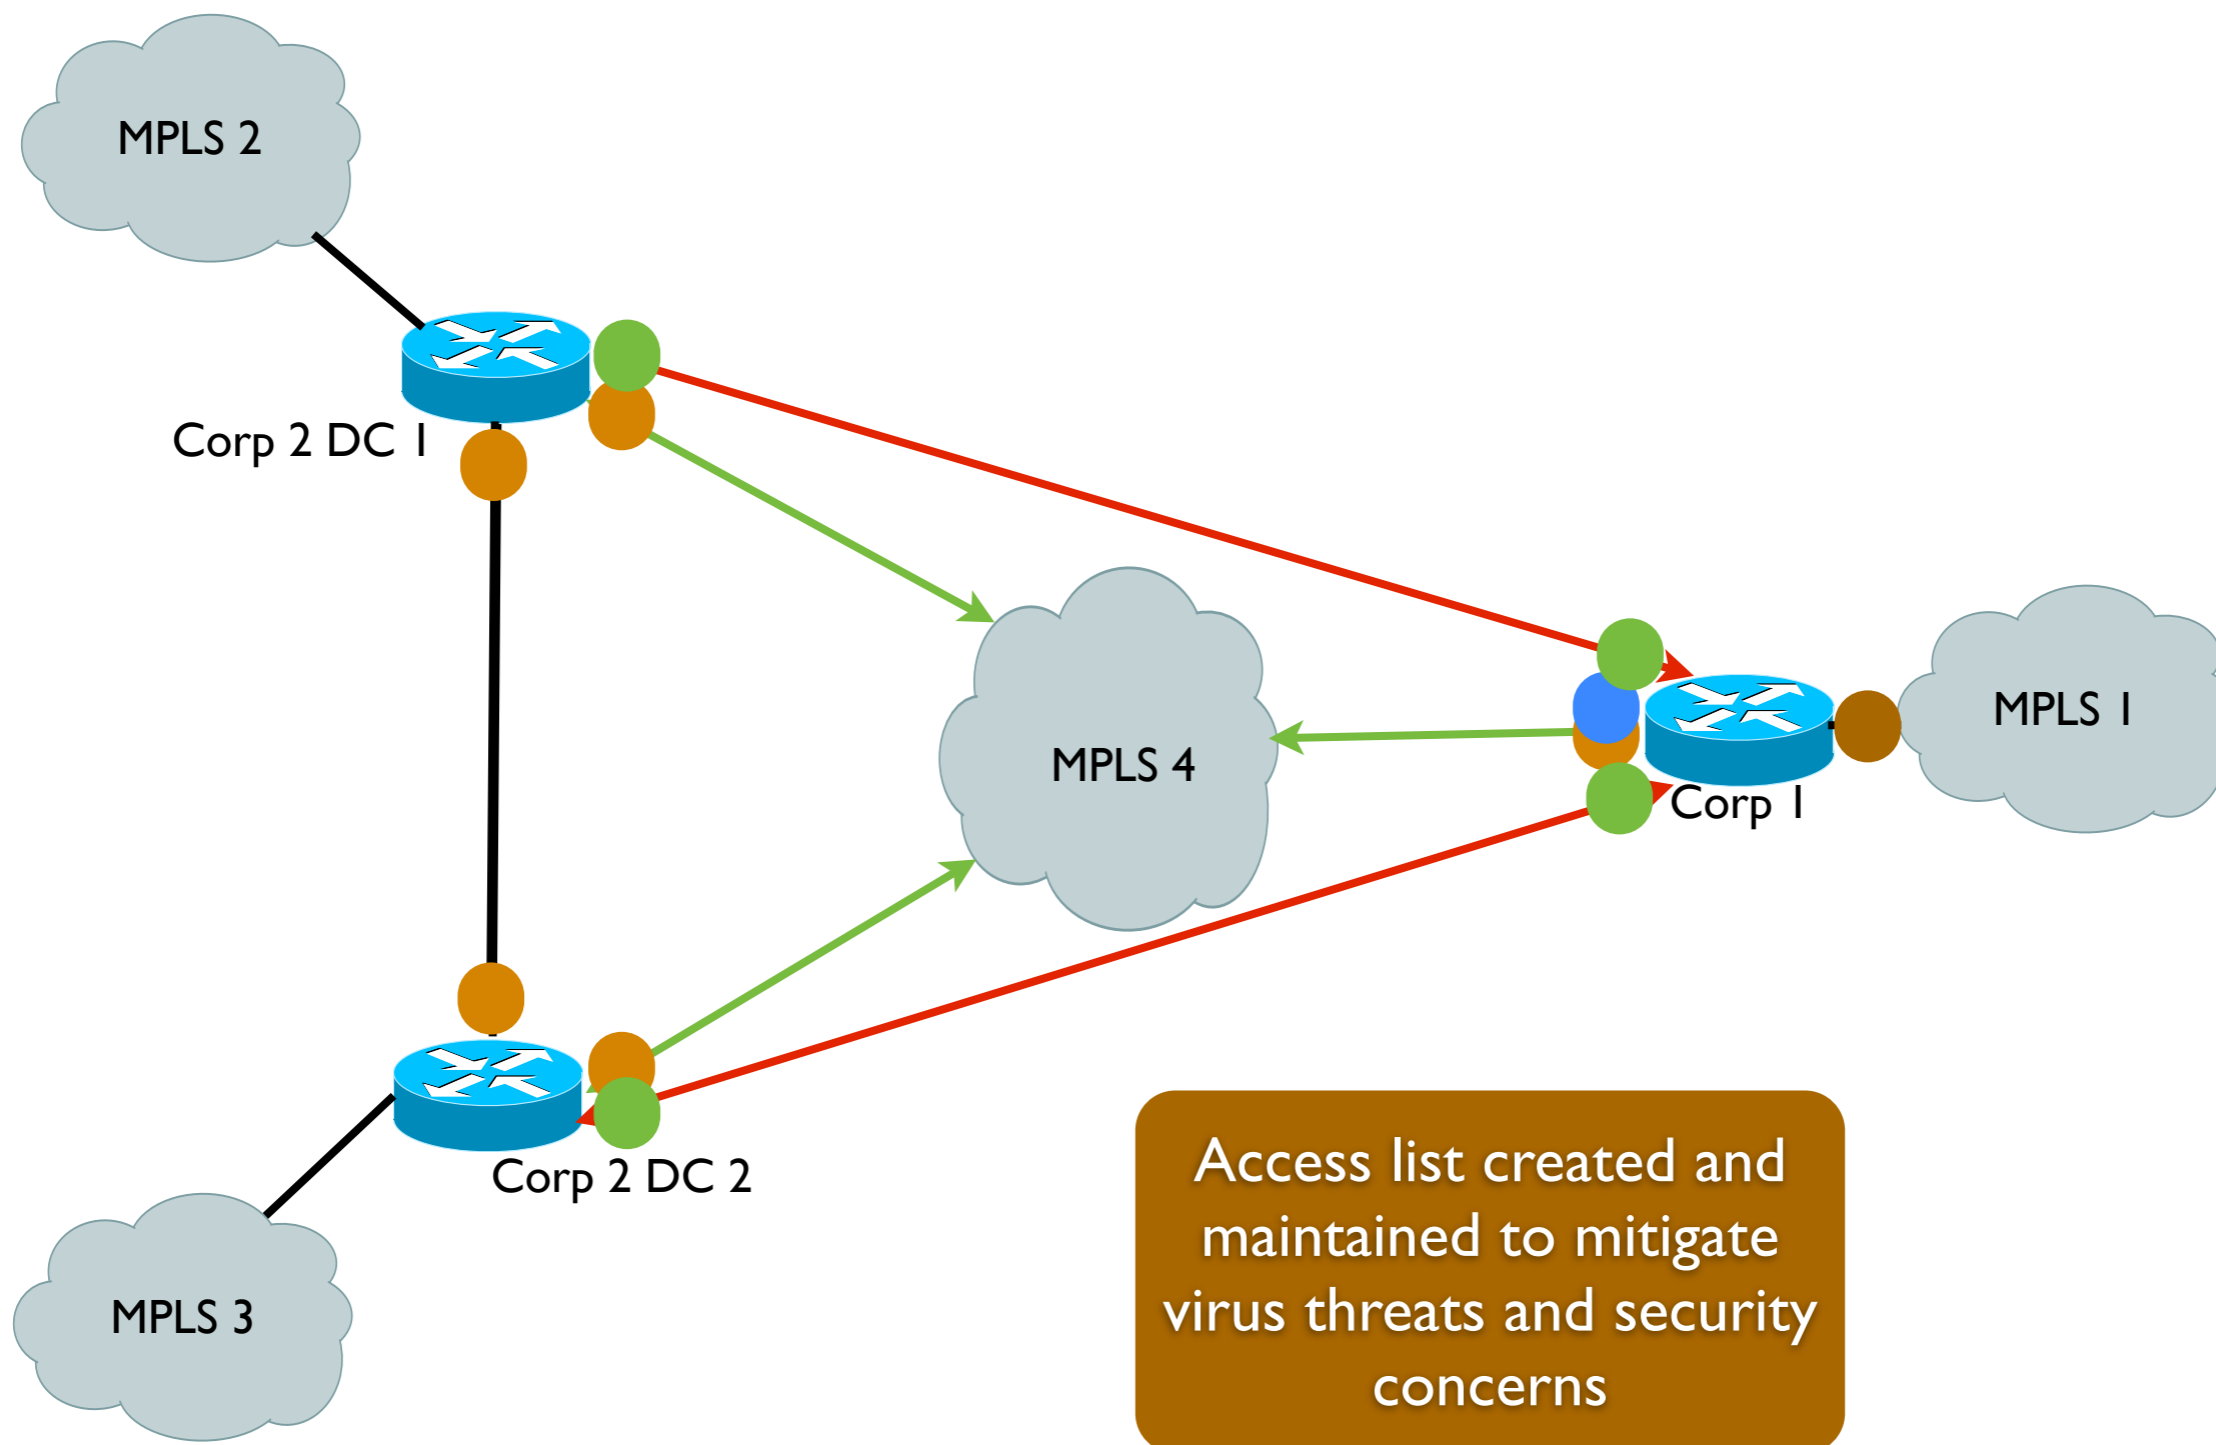 MPLS 2
Corp 2 DC 1
MPLS 4
MPLS 1
Corp 1
Corp 2 DC 2
MPLS 3
Access list created and
maintained to mitigate
virus threats and security
concerns